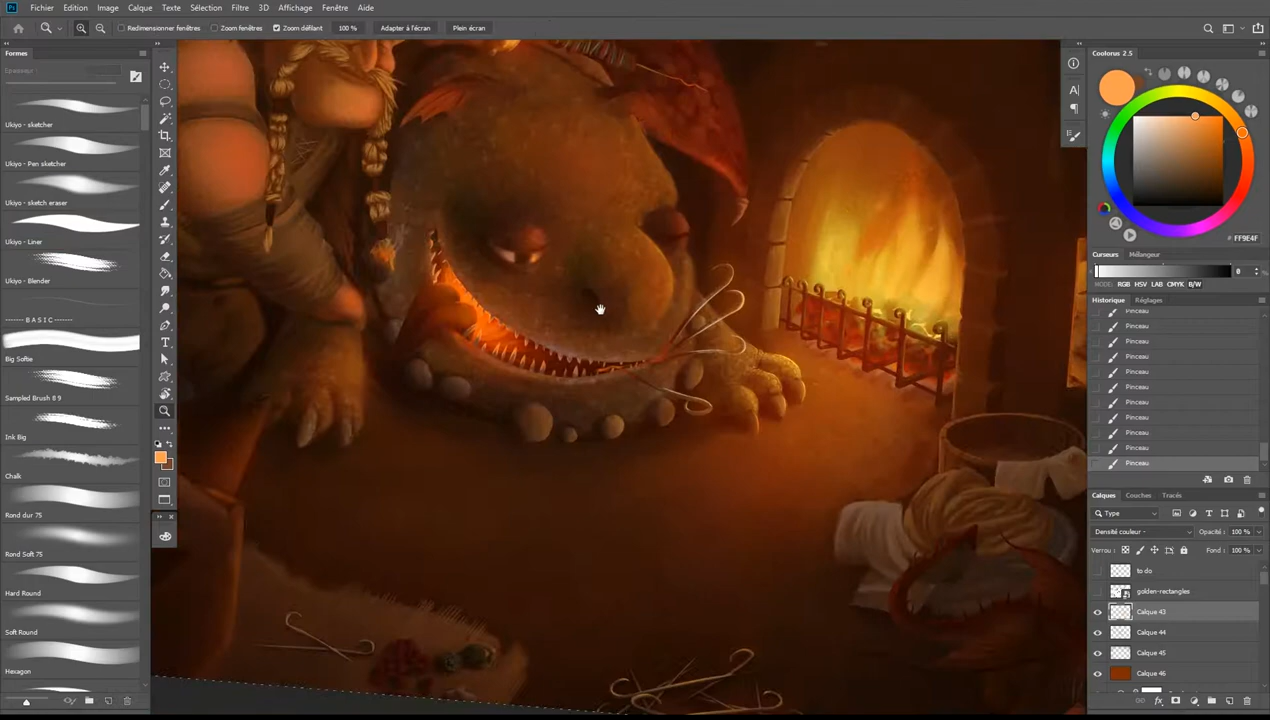 Ps Fichier Edition Image Calque Texte Sélection Filtre 3D Affichage Fenêtre Aide
Redimensionner fenêtres Zoom fenêtres Zoom défilant 100 % Adapter à l'écran Plein écran
Formes
Epaisseur
Ukiyo - sketcher
Ukiyo - Pen sketcher
Ukiyo - sketch eraser
Ukiyo - Liner
Ukiyo - Blender
------- B A S I C -------
Big Softie
Sampled Brush 8 9
Ink Big
Chalk
Rond dur 75
Rond Soft 75
Hard Round
Soft Round
Hexagon
Coolorus 2.5
FF9E4F
Curseurs Mélangeur
0 %
MODE: RGB HSV LAB CMYK B/W
Historique Réglages
Pinceau
Pinceau
Pinceau
Pinceau
Pinceau
Pinceau
Pinceau
Pinceau
Pinceau
Pinceau
Pinceau
Calques Couches Tracés
Type
Densité couleur - Opacité : 100 %
Verrou : Fond : 100 %
to do
golden-rectangles
Calque 43
Calque 44
Calque 45
Calque 46
fx